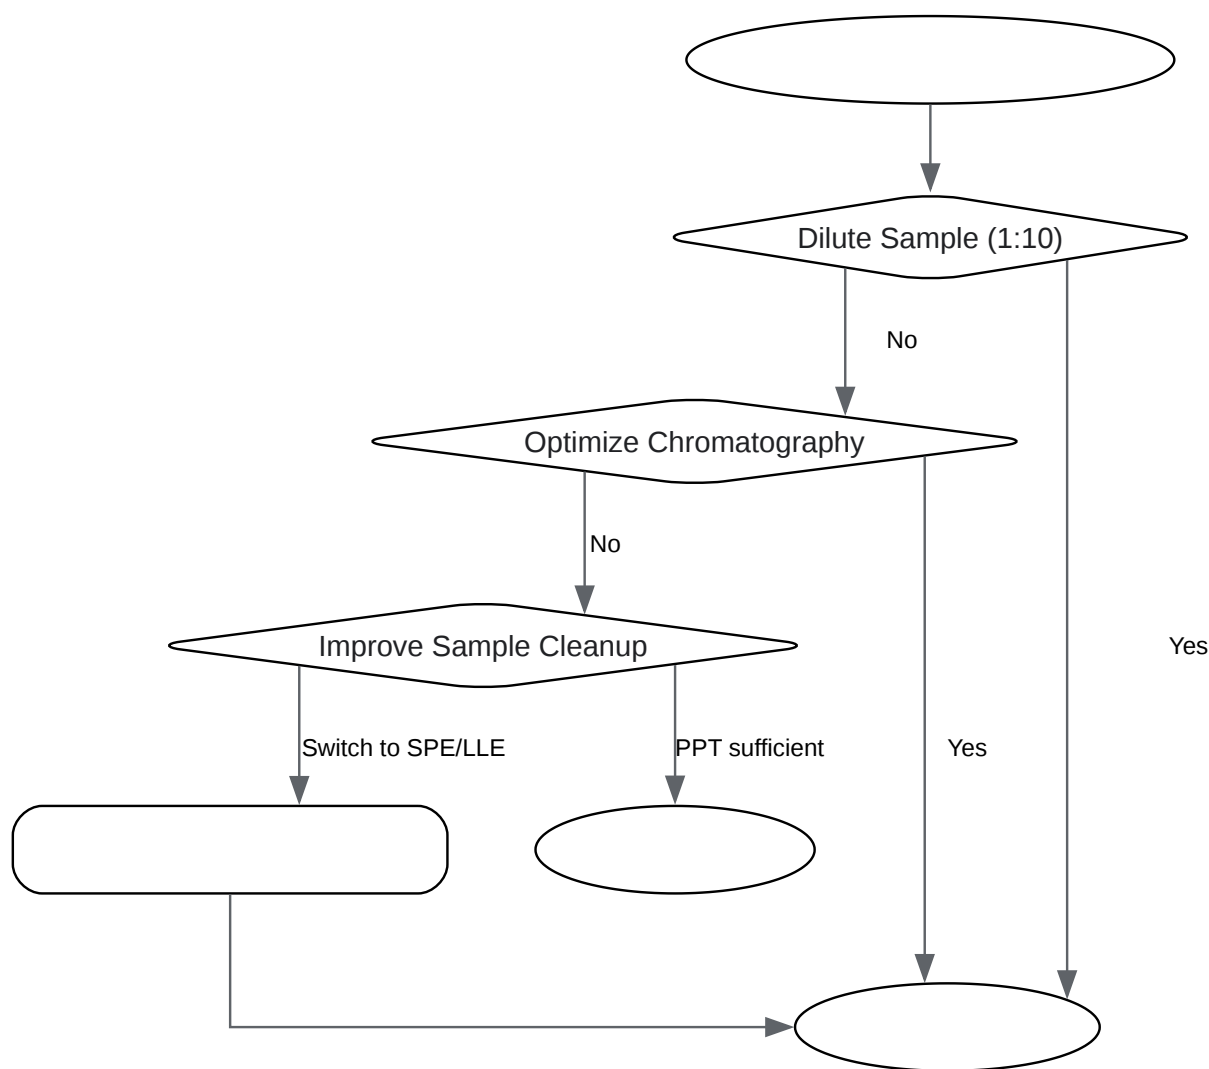 Dilute Sample (1:10)
No
Optimize Chromatography
No
Improve Sample Cleanup
Yes
Switch to SPE/LLE
PPT sufficient
Yes